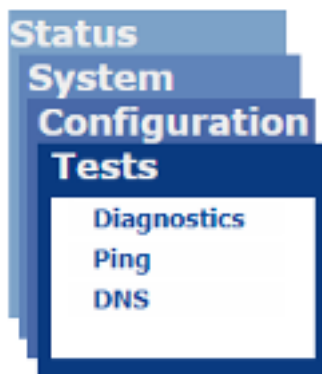 Status
System
Configuration
Tests
Diagnostics
Ping
DNS